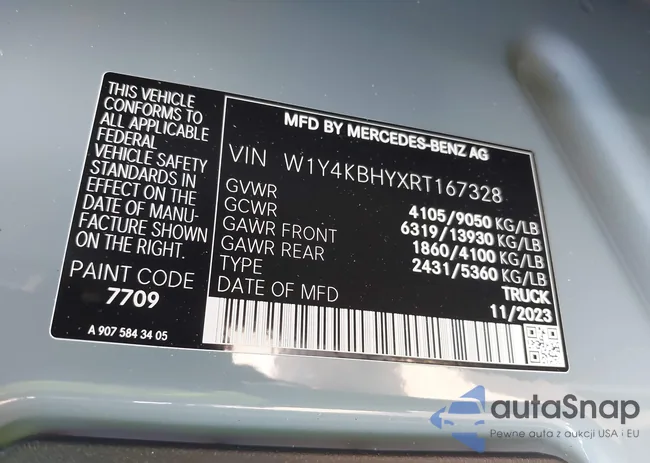 THIS VEHICLE
CONFORMS TO
ALL APPLICABLE
FEDERAL
VEHICLE SAFETY
STANDARDS IN
EFFECT ON THE
DATE OF MANU-
FACTURE SHOWN
ON THIS LABEL.
PAINT CODE
7709
A 907 584 34 05
MFD BY MERCEDES-BENZ AG
VIN W1Y4KBHYXRT167328
GVWR 4105/9050 KG/LB
GCWR 6319/13930 KG/LB
GAWR FRONT 1860/4100 KG/LB
GAWR REAR 2431/5360 KG/LB
TYPE TRUCK
DATE OF MFD 11/2023
autaSnap
Pewne auta z aukcji USA i EU